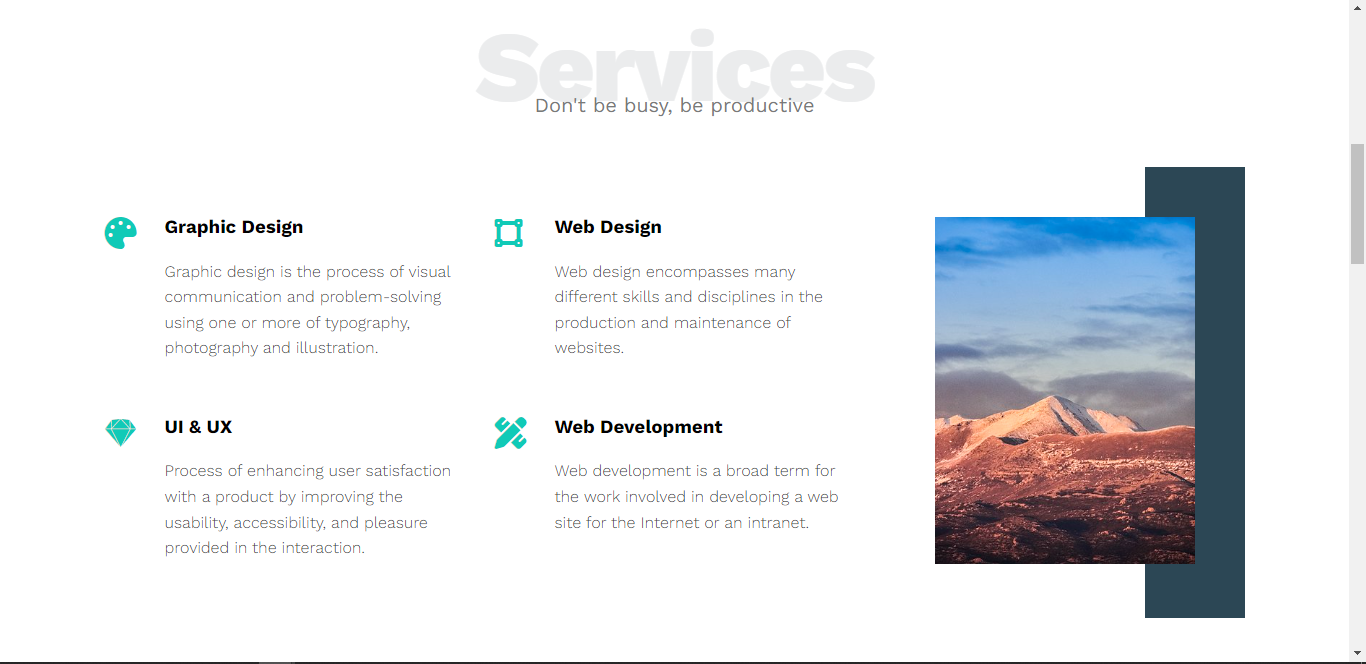 Services
Don't be busy, be productive
Graphic Design
Graphic design is the process of visual
communication and problem-solving
using one or more of typography,
photography and illustration.
Web Design
Web design encompasses many
different skills and disciplines in the
production and maintenance of
websites.
UI & UX
Process of enhancing user satisfaction
with a product by improving the
usability, accessibility, and pleasure
provided in the interaction.
Web Development
Web development is a broad term for
the work involved in developing a web
site for the Internet or an intranet.